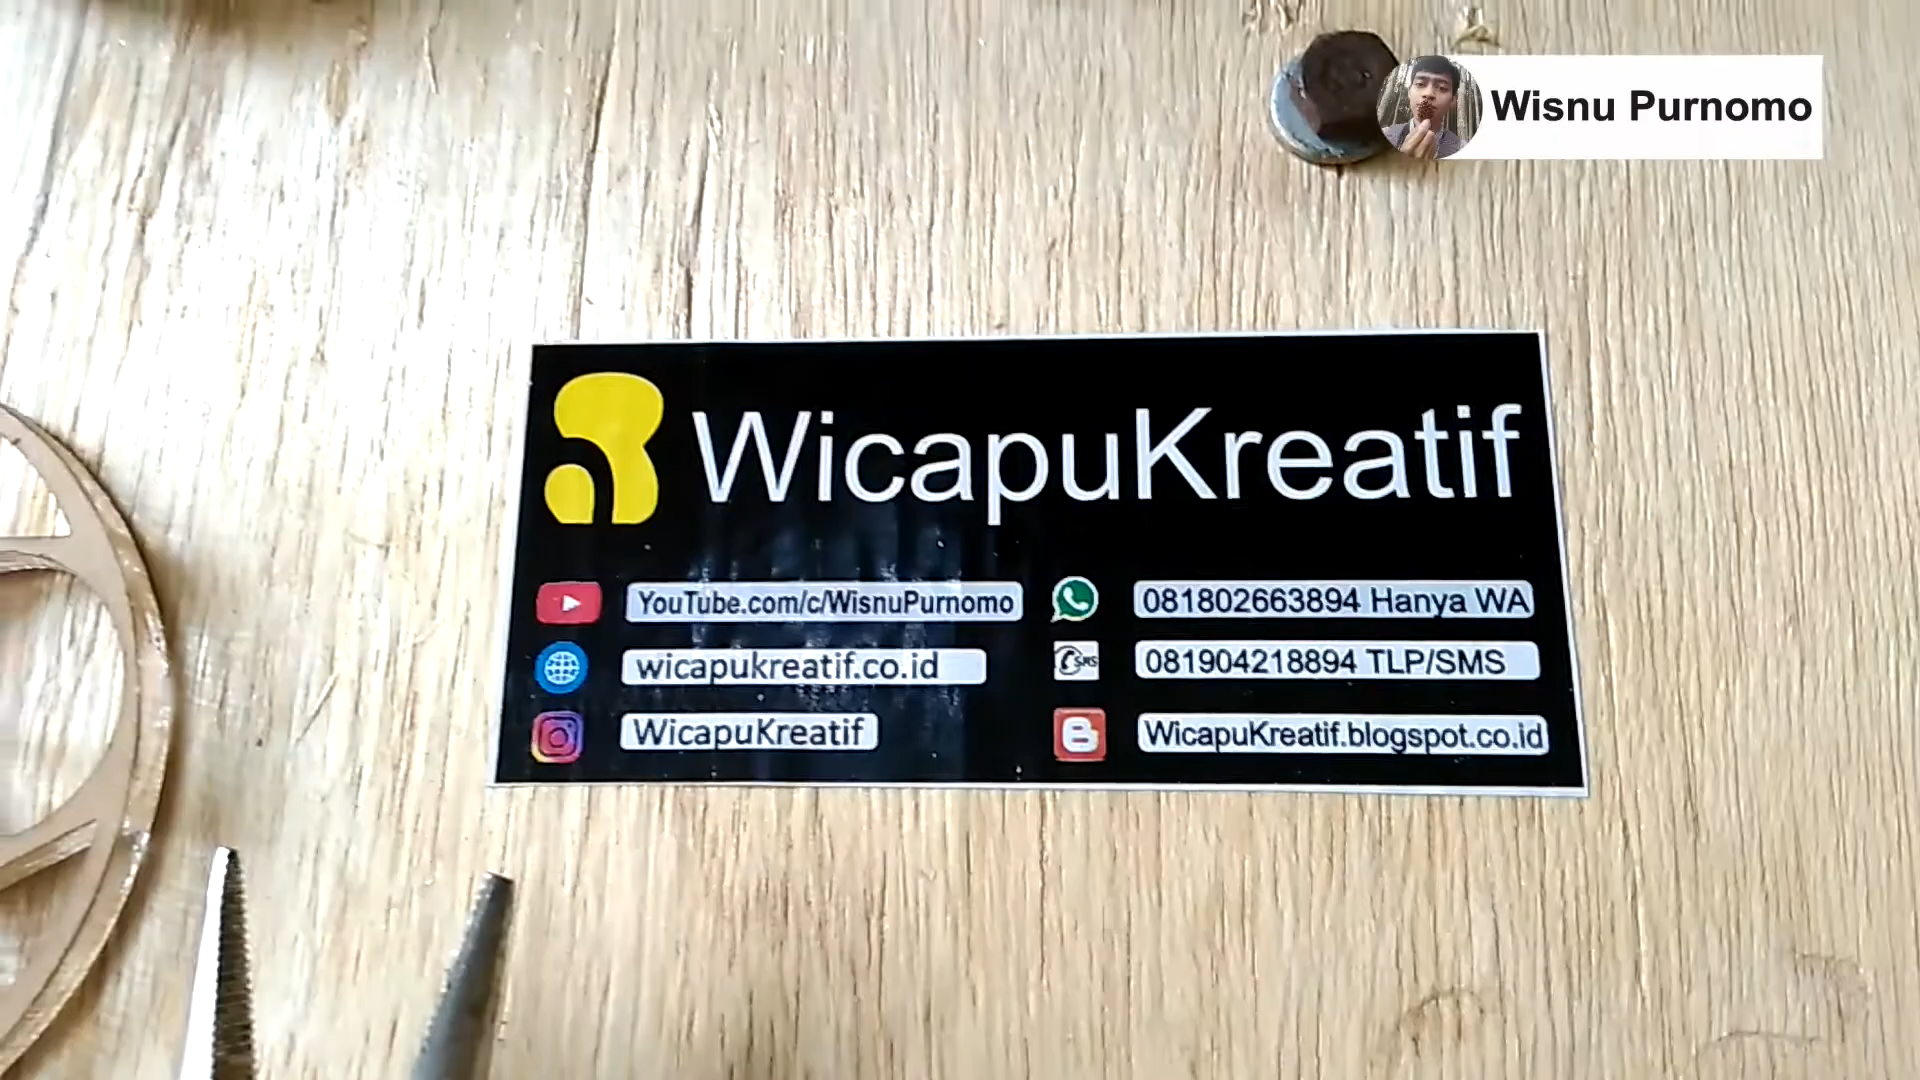 Wisnu Purnomo
WicapuKreatif
YouTube.com/c/WisnuPurnomo
081802663894 Hanya WA
wicapukreatif.co.id
SMS
081904218894 TLP/SMS
WicapuKreatif
WicapuKreatif.blogspot.co.id